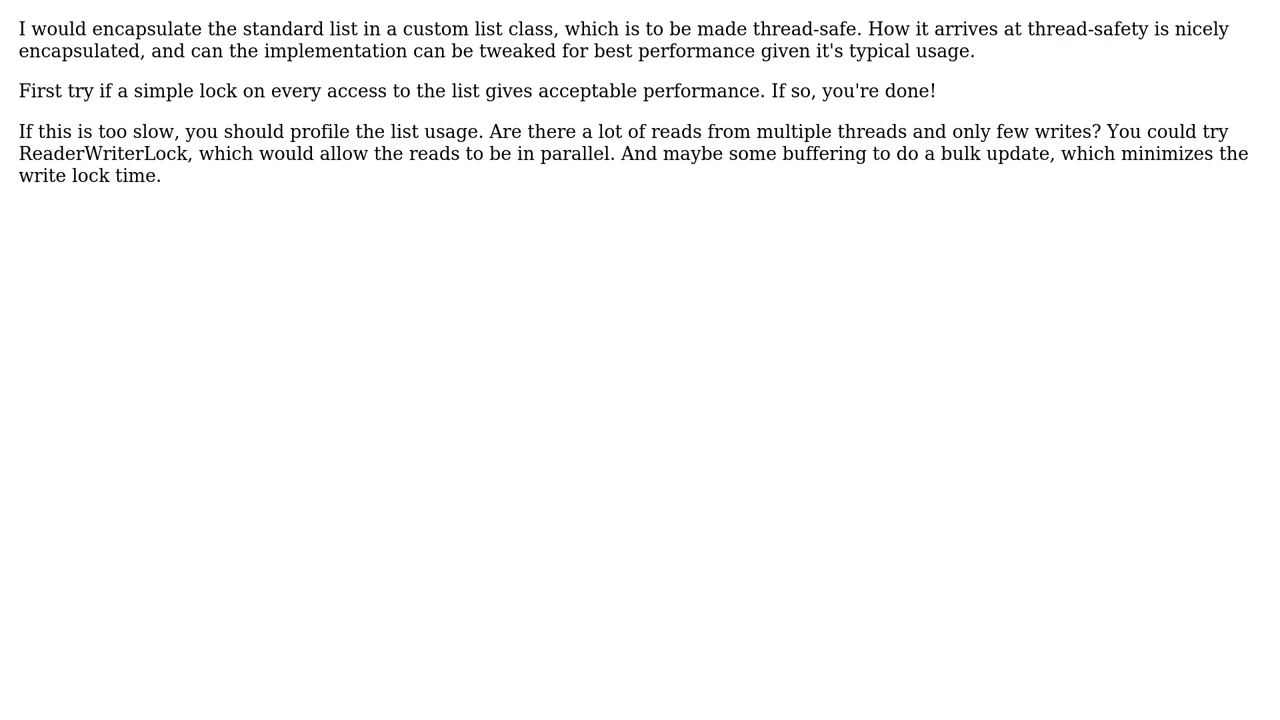 I would encapsulate the standard list in a custom list class, which is to be made thread-safe. How it arrives at thread-safety is nicely
encapsulated, and can the implementation can be tweaked for best performance given it's typical usage.
First try if a simple lock on every access to the list gives acceptable performance. If so, you're done!
If this is too slow, you should profile the list usage. Are there a lot of reads from multiple threads and only few writes? You could try
ReaderWriterLock, which would allow the reads to be in parallel. And maybe some buffering to do a bulk update, which minimizes the
write lock time.